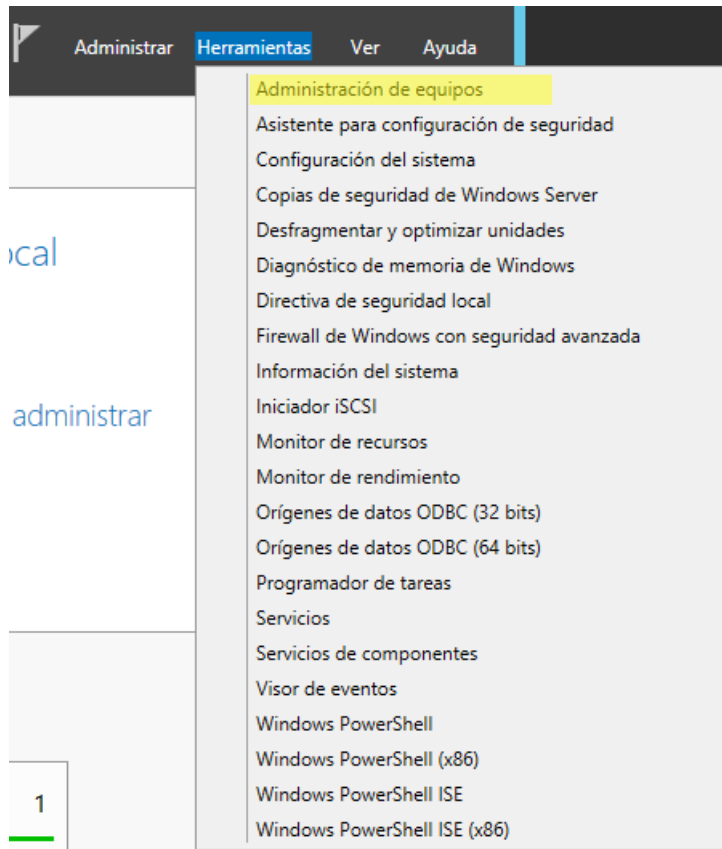 Administrar Herramientas Ver Ayuda
Administración de equipos
Asistente para configuración de seguridad
Configuración del sistema
Copias de seguridad de Windows Server
Desfragmentar y optimizar unidades
ocal
Diagnóstico de memoria de Windows
Directiva de seguridad local
Firewall de Windows con seguridad avanzada
Información del sistema
administrar
Iniciador iSCSI
Monitor de recursos
Monitor de rendimiento
Orígenes de datos ODBC (32 bits)
Orígenes de datos ODBC (64 bits)
Programador de tareas
Servicios
Servicios de componentes
Visor de eventos
Windows PowerShell
Windows PowerShell (x86)
1
Windows PowerShell ISE
Windows PowerShell ISE (x86)